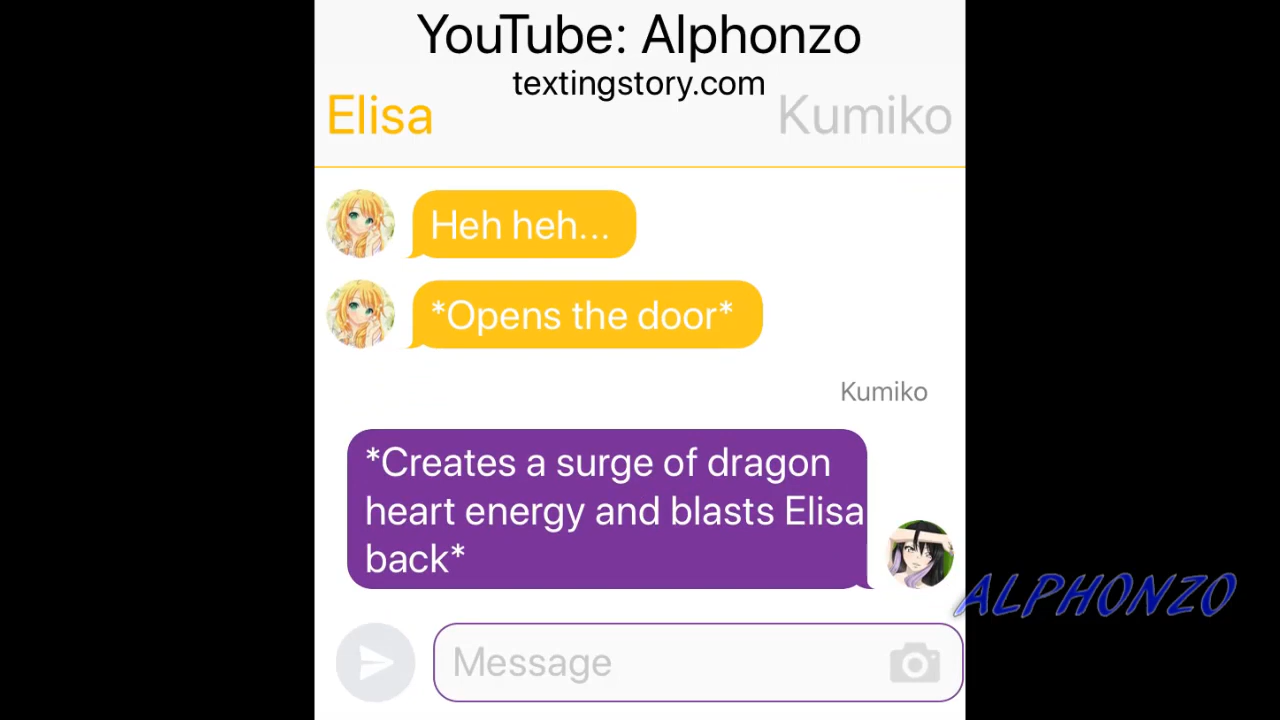 YouTube: Alphonzo
textingstory.com
Elisa
Kumiko
Heh heh...
*Opens the door*
Kumiko
*Creates a surge of dragon
heart energy and blasts Elisa
back*
ALPHONZO
Message